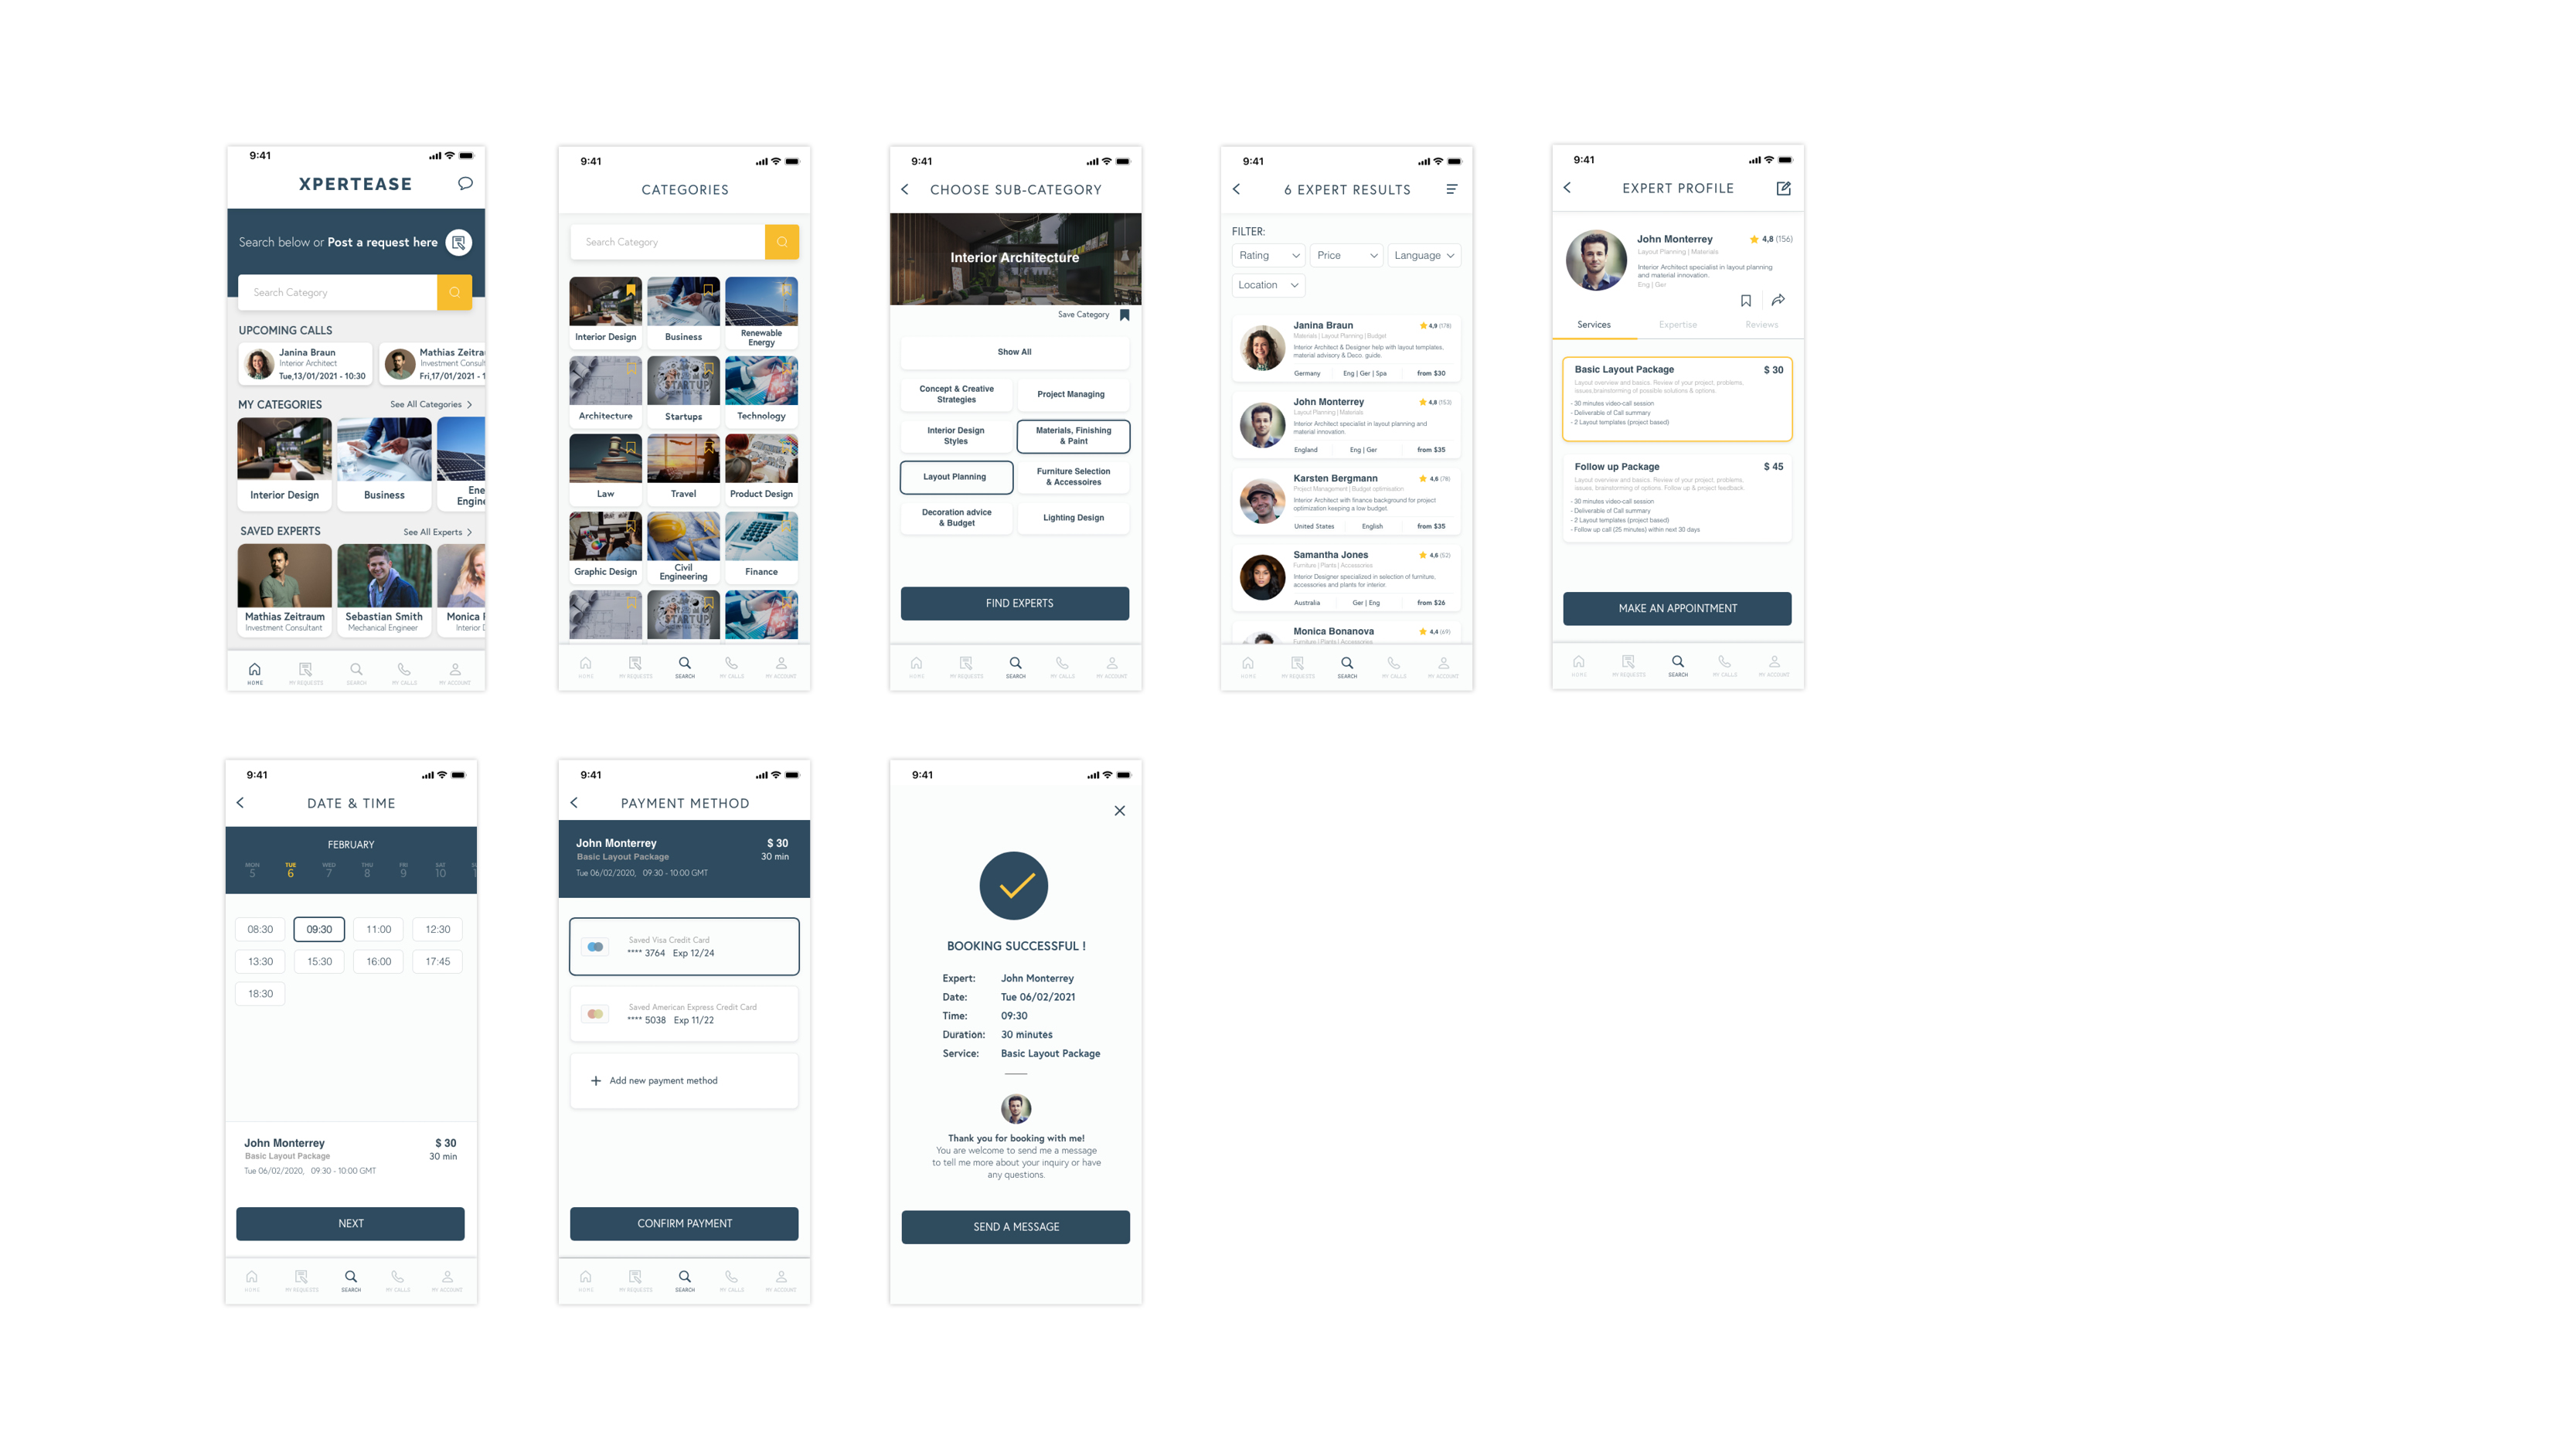 9:41
XPERTEASE
Search below or Post a request here
Search Category
UPCOMING CALLS
Janina Braun
Interior Architect
Tue,13/01/2021 - 10:30
Mathias Zeitrau
Investment Consult
Fri,17/01/2021 - 1
MY CATEGORIES
See All Categories
Interior Design
Business
Ene
Engine
SAVED EXPERTS
See All Experts
Mathias Zeitraum
Investment Consultant
Sebastian Smith
Mechanical Engineer
Monica
Interior D
HOME
MY REQUESTS
SEARCH
MY CALLS
MY ACCOUNT
9:41
CATEGORIES
Search Category
Interior Design
Business
Renewable
Energy
Architecture
STARTUP
Startups
Technology
Law
Travel
Product Design
Graphic Design
Civil
Engineering
Finance
STARTUP
HOME
MY REQUESTS
SEARCH
MY CALLS
MY ACCOUNT
9:41
CHOOSE SUB-CATEGORY
Interior Architecture
Save Category
Show All
Concept & Creative
Strategies
Project Managing
Interior Design
Styles
Materials, Finishing
& Paint
Layout Planning
Furniture Selection
& Accessoires
Decoration advice
& Budget
Lighting Design
FIND EXPERTS
HOME
MY REQUESTS
SEARCH
MY CALLS
MY ACCOUNT
9:41
6 EXPERT RESULTS
FILTER:
Rating
Price
Language
Location
Janina Braun
4,9 (178)
Materials | Layout Planning | Budget
Interior Architect & Designer help with layout templates,
material advisory & Deco. guide.
Germany
Eng | Ger | Spa
from $30
John Monterrey
4,8 (153)
Layout Planning | Materials
Interior Architect specialist in layout planning and
material innovation.
England
Eng | Ger
from $35
Karsten Bergmann
4,6 (78)
Project Management | Budget optimisation
Interior Architect with finance background for project
optimization keeping a low budget.
United States
English
from $35
Samantha Jones
4,6 (52)
Furniture | Plants | Accessories
Interior Designer specialized in selection of furniture,
accessories and plants for interior
Australia
Ger | Eng
from $26
Monica Bonanova
4,4 (69)
Furniture | Plants | Accessories
HOME
MY REQUESTS
SEARCH
MY CALLS
MY ACCOUNT
9:41
EXPERT PROFILE
John Monterrey
4,8 (156)
Layout Planning | Materials
Interior Architect specialist in layout planning
and material innovation.
Eng | Ger
Services
Expertise
Reviews
Basic Layout Package
$ 30
Layout overview and basics. Review of your project, problems,
issues,brainstorming of possible solutions & options.
- 30 minutes video-call session
- Deliverable of Call summary
- 2 Layout templates (project based)
Follow up Package
$ 45
Layout overview and basics. Review of your project, problems,
issues, brainstorming of options. Follow up & project feedback.
- 30 minutes video-call session
- Deliverable of Call summary
- 2 Layout templates (project based)
- Follow up call (25 minutes) within next 30 days
MAKE AN APPOINTMENT
HOME
MY REQUESTS
SEARCH
MY CALLS
MY ACCOUNT
9:41
DATE & TIME
FEBRUARY
MON
TUE
WED
THU
FRI
SAT
5
6
7
8
9
10
08:30
09:30
11:00
12:30
13:30
15:30
16:00
17:45
18:30
John Monterrey
$ 30
Basic Layout Package
30 min
Tue 06/02/2020, 09:30 - 10:00 GMT
NEXT
HOME
MY REQUESTS
SEARCH
MY CALLS
MY ACCOUNT
9:41
PAYMENT METHOD
John Monterrey
$ 30
Basic Layout Package
30 min
Tue 06/02/2020, 09:30 - 10:00 GMT
Saved Visa Credit Card
**** 3764 Exp 12/24
Saved American Express Credit Card
**** 5038 Exp 11/22
+ Add new payment method
CONFIRM PAYMENT
HOME
MY REQUESTS
SEARCH
MY CALLS
MY ACCOUNT
9:41
BOOKING SUCCESSFUL !
Expert: John Monterrey
Date: Tue 06/02/2021
Time: 09:30
Duration: 30 minutes
Service: Basic Layout Package
Thank you for booking with me!
You are welcome to send me a message
to tell me more about your inquiry or have
any questions.
SEND A MESSAGE